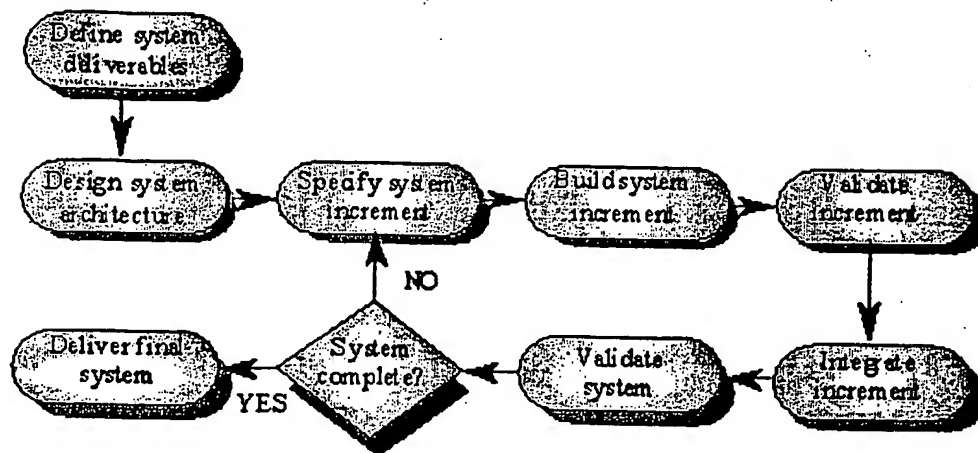 Define system
deliverables
Design system
architecture
Specify system
increment
Build system
increment
Validate
increment
NO
Deliver final
system
YES
System
complete?
Validate
system
Integrate
increment